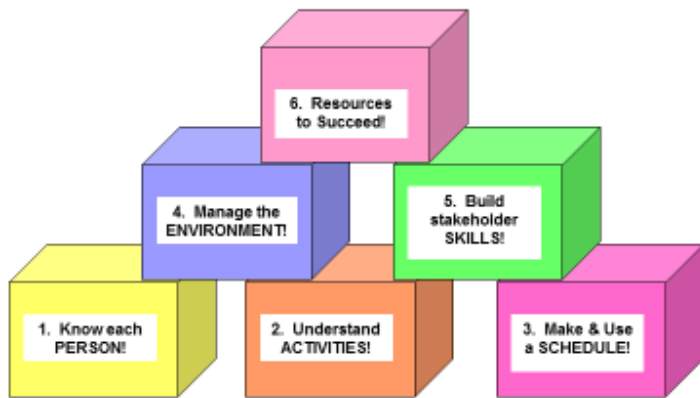 6. Resources
to Succeed!
4. Manage the
ENVIRONMENT!
5. Build
stakeholder
SKILLS!
1. Know each
PERSON!
2. Understand
ACTIVITIES!
3. Make & Use
a SCHEDULE!